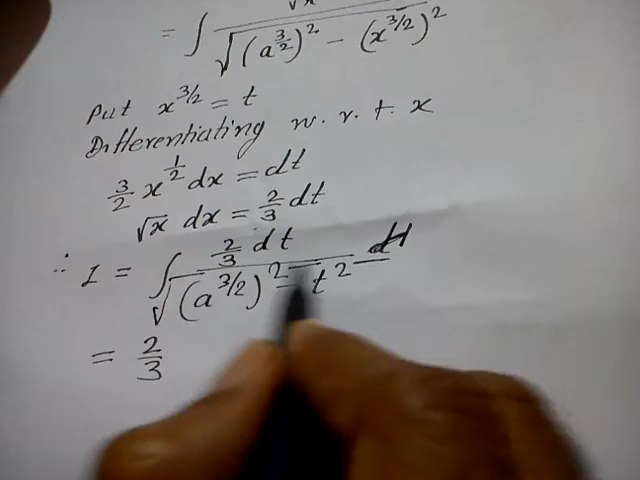 = ∫ √x / √((a^3/2)^2 - (x^3/2)^2)
Put x^3/2 = t
Differentiating w.r.t. x
3/2 x^1/2 dx = dt
√x dx = 2/3 dt
∴ I = ∫ 2/3 dt / √((a^3/2)^2 - t^2)
= 2/3